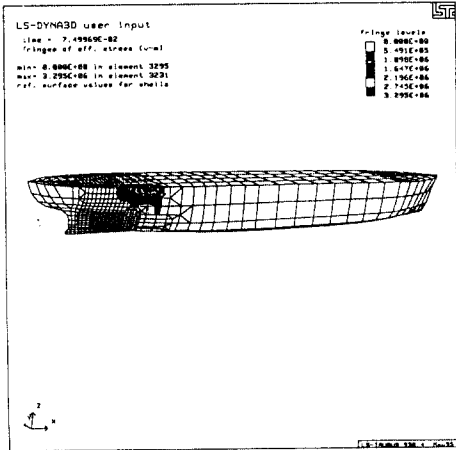 LS-DYNA3D user input
time = 7.49969E-02
fringes of eff. stress (v-m)
min= 0.000E+00 in element 3295
max= 3.295E+06 in element 3231
ref. surface values for shells
fringe levels
0.000E+00
5.491E+05
1.098E+06
1.647E+06
2.196E+06
2.745E+06
3.295E+06
z
x